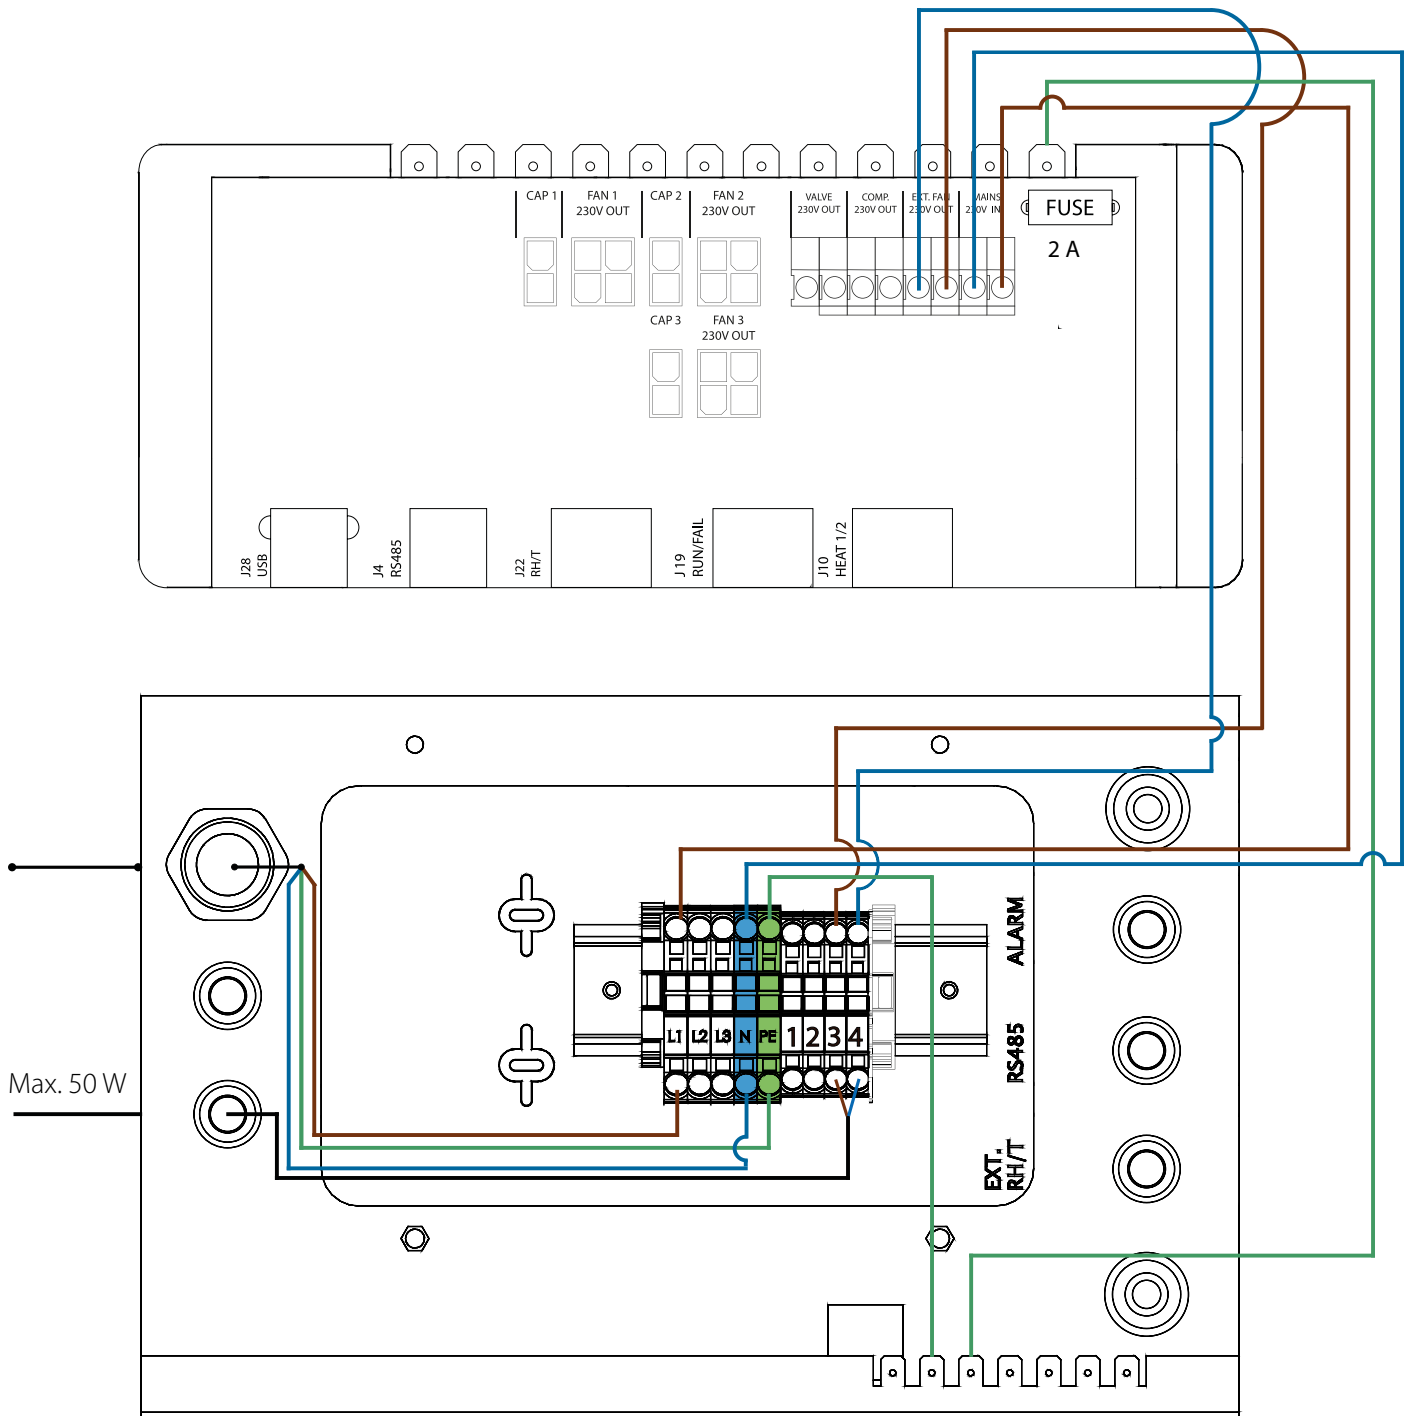 CAP 1
FAN 1
230V OUT
CAP 2
FAN 2
230V OUT
VALVE
230V OUT
COMP.
230V OUT
EXT. FAN
230V OUT
MAINS
230V IN
FUSE
2 A
CAP 3
FAN 3
230V OUT
J28
USB
J4
RS485
J22
RH/T
J 19
RUN/FAIL
J10
HEAT 1/2
ALARM
RS485
EXT.
RH/T
L1 L2 L3 N PE 1 2 3 4
Max. 50 W